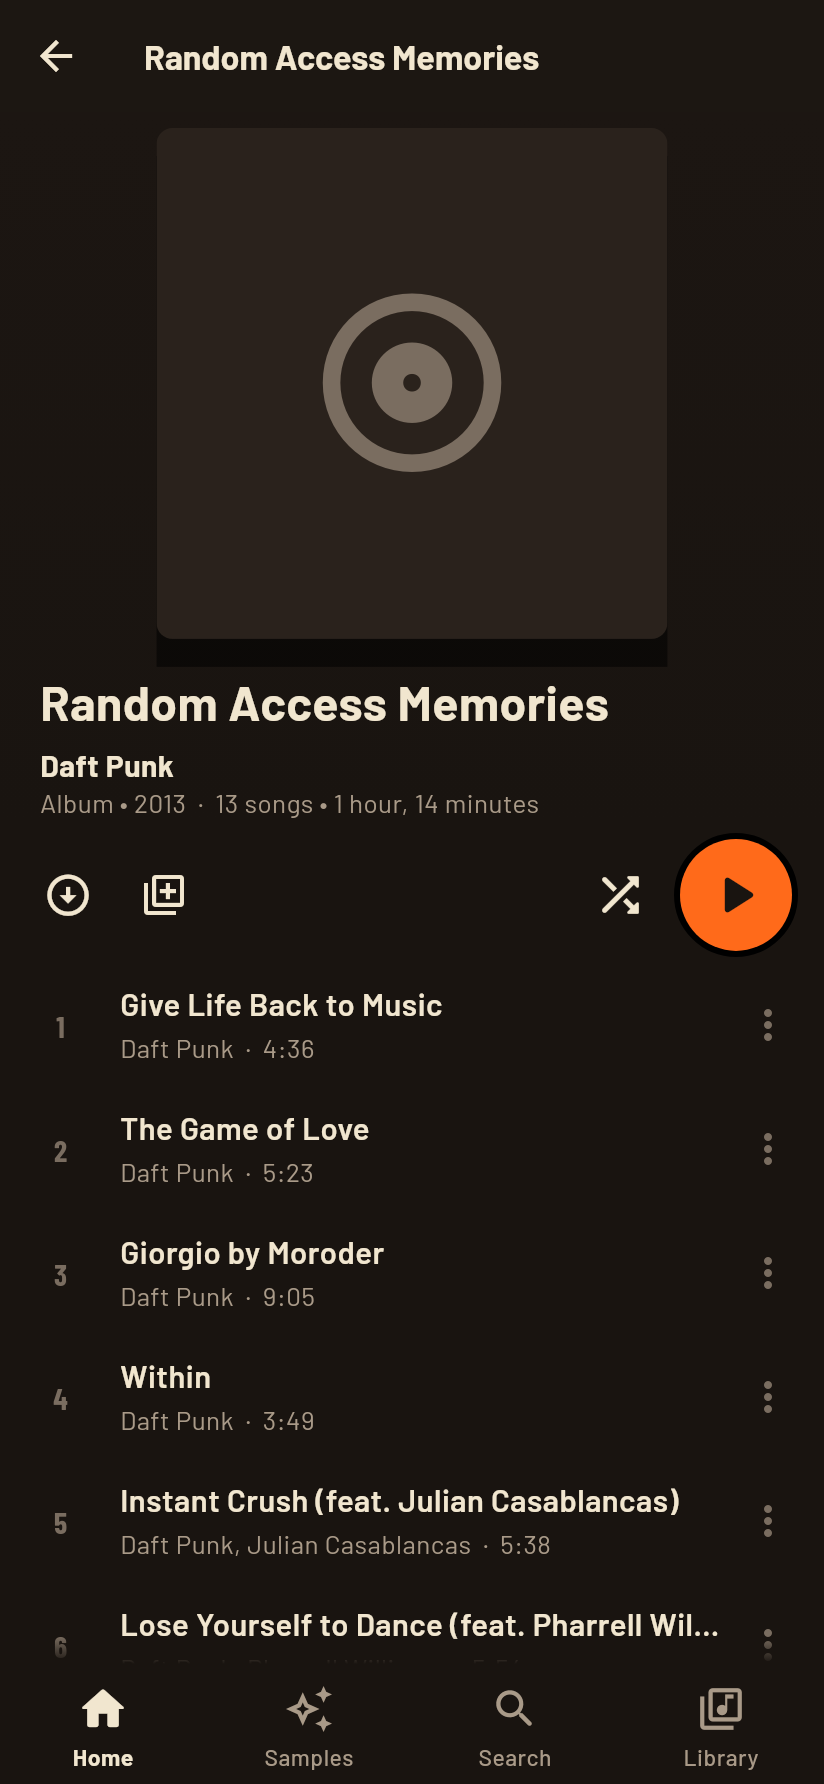 Random Access Memories
Random Access Memories
Daft Punk
Album • 2013 · 13 songs • 1 hour, 14 minutes
1
Give Life Back to Music
Daft Punk · 4:36
2
The Game of Love
Daft Punk · 5:23
3
Giorgio by Moroder
Daft Punk · 9:05
4
Within
Daft Punk · 3:49
5
Instant Crush (feat. Julian Casablancas)
Daft Punk, Julian Casablancas · 5:38
6
Lose Yourself to Dance (feat. Pharrell Wil...
Home
Samples
Search
Library